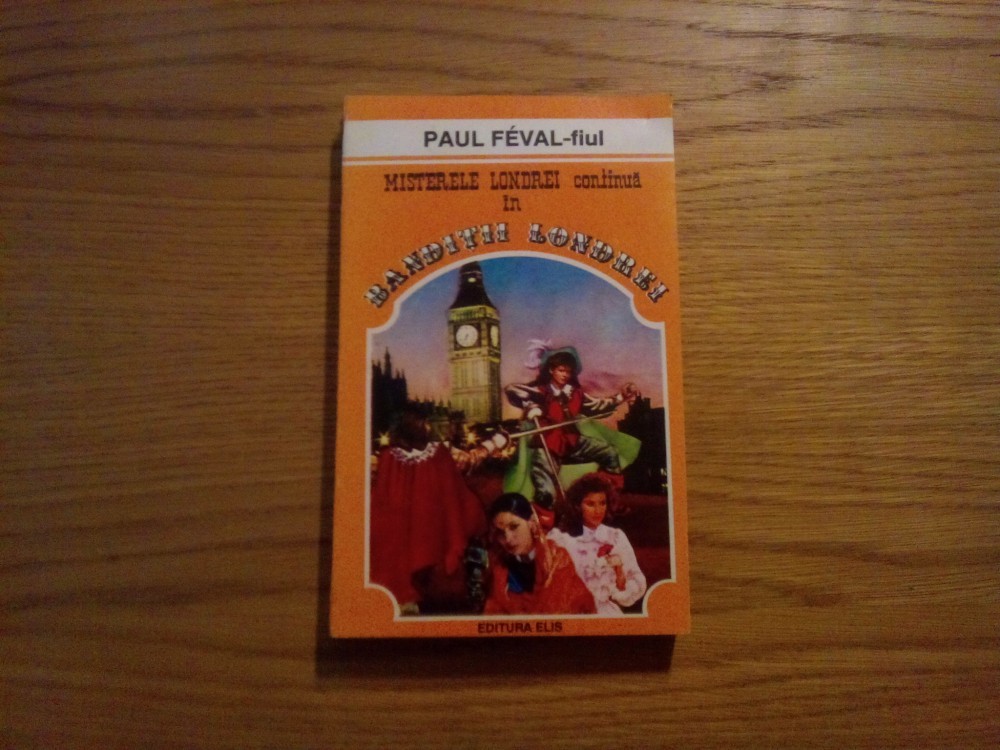 PAUL FÉVAL-fiul
MISTERELE LONDREI continuă
în
BANDIȚII LONDREI
EDITURA ELIS